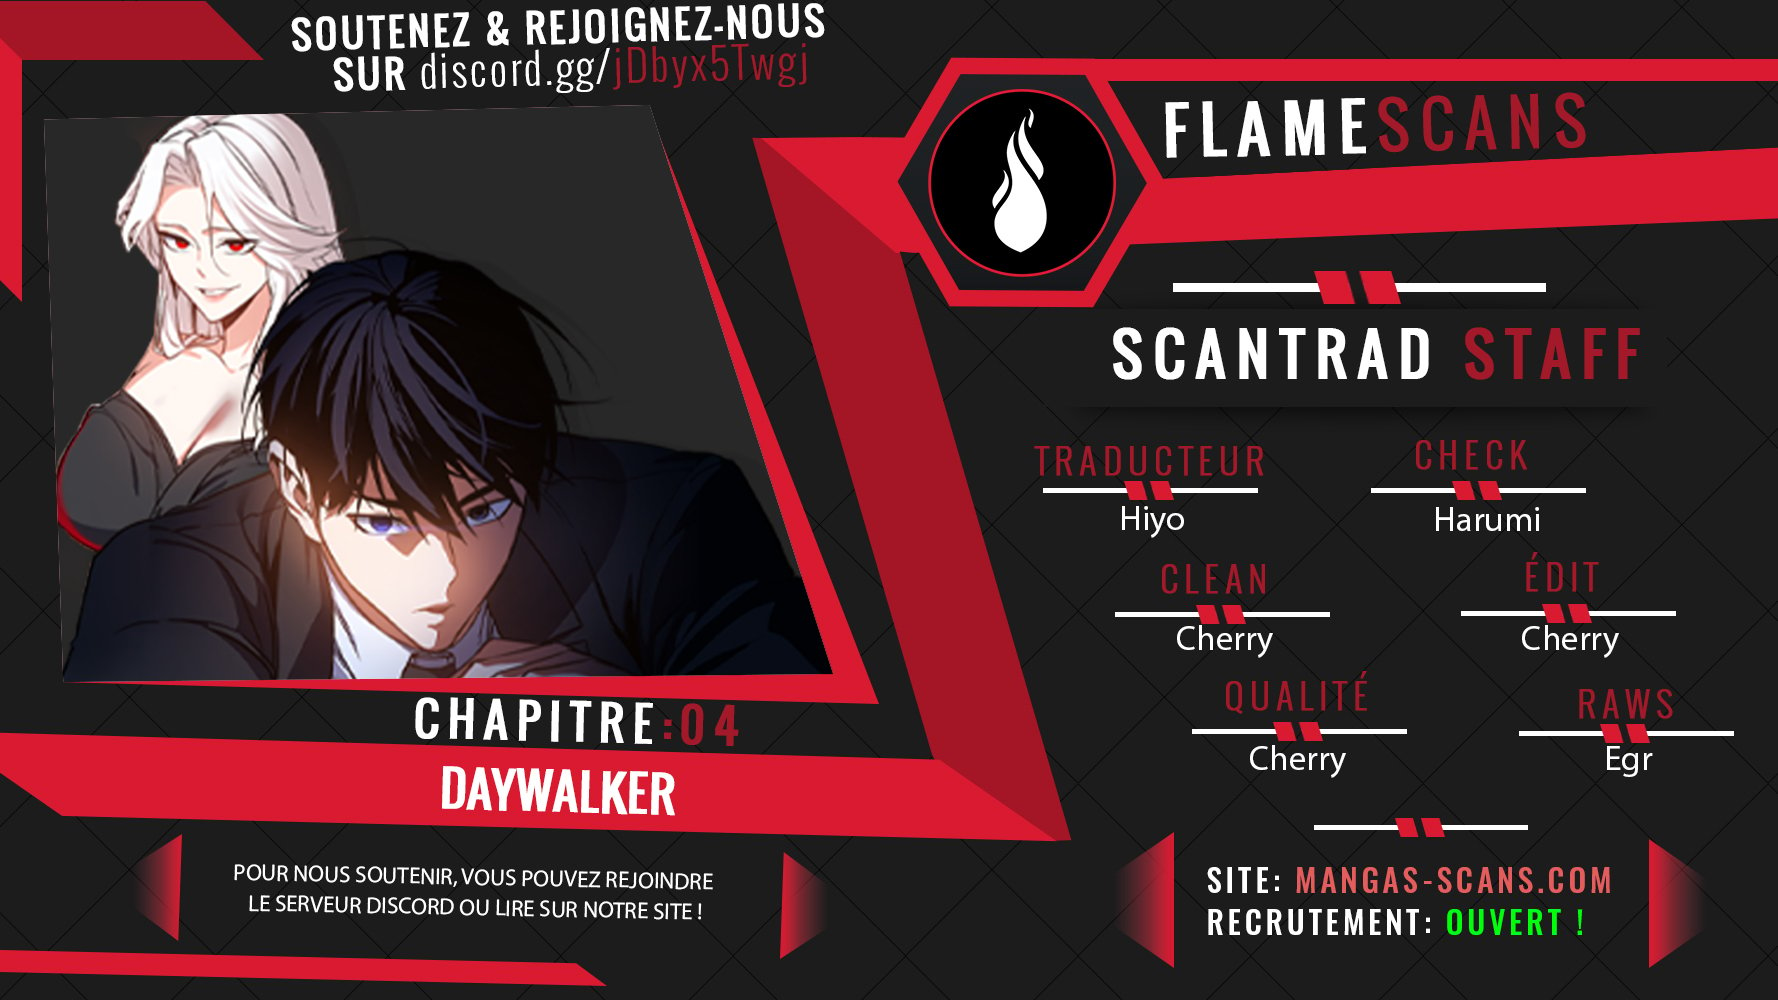 SOUTENEZ & REJOIGNEZ-NOUS
SUR discord.gg/jDbyx5Twgj
FLAMESCANS
SCANTRAD STAFF
TRADUCTEUR
Hiyo
CHECK
Harumi
CLEAN
Cherry
ÉDIT
Cherry
QUALITÉ
Cherry
RAWS
Egr
CHAPITRE:04
DAYWALKER
POUR NOUS SOUTENIR, VOUS POUVEZ REJOINDRE
LE SERVEUR DISCORD OU LIRE SUR NOTRE SITE !
SITE: MANGAS-SCANS.COM
RECRUTEMENT: OUVERT !